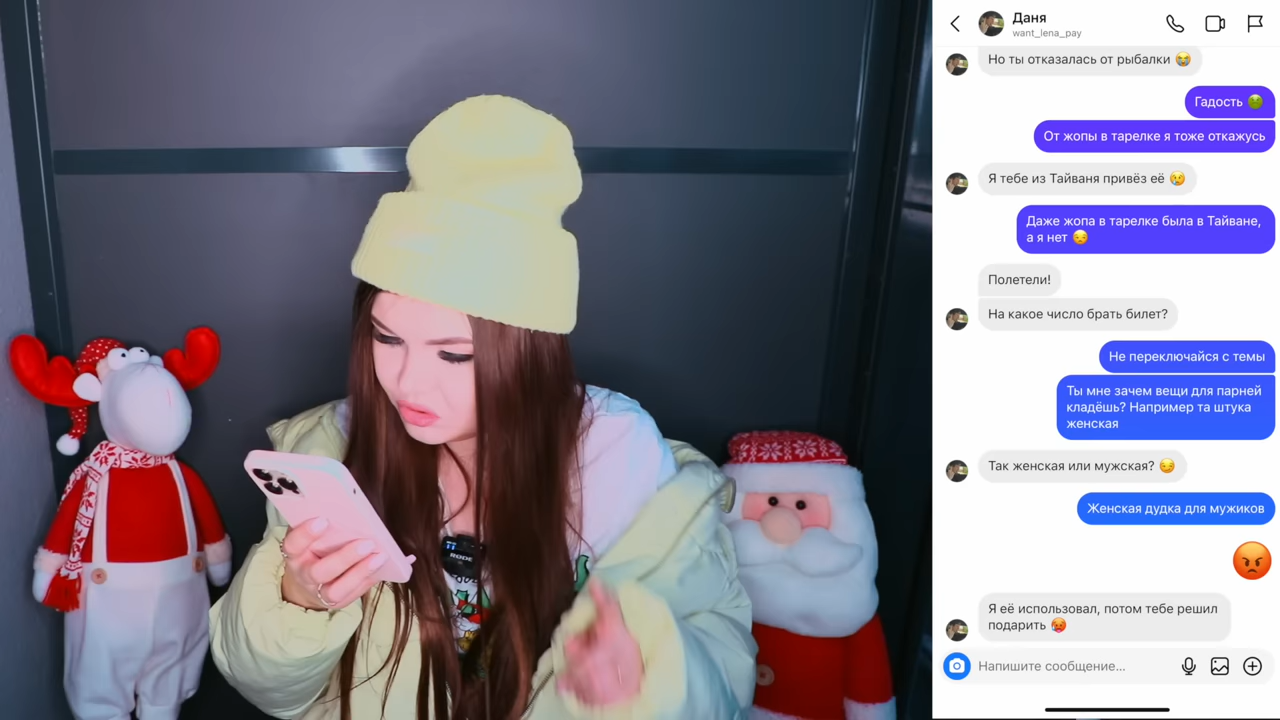 Даня
want_lena_pay
Но ты отказалась от рыбалки 😭
Гадость 🤢
От жопы в тарелке я тоже откажусь
Я тебе из Тайваня привёз её 😢
Даже жопа в тарелке была в Тайване,
а я нет 😒
Полетели!
На какое число брать билет?
Не переключайся с темы
Ты мне зачем вещи для парней
кладёшь? Например та штука
женская
Так женская или мужская? 😏
Женская дудка для мужиков
😡
Я её использовал, потом тебе решил
подарить 🥵
Напишите сообщение...
RODE